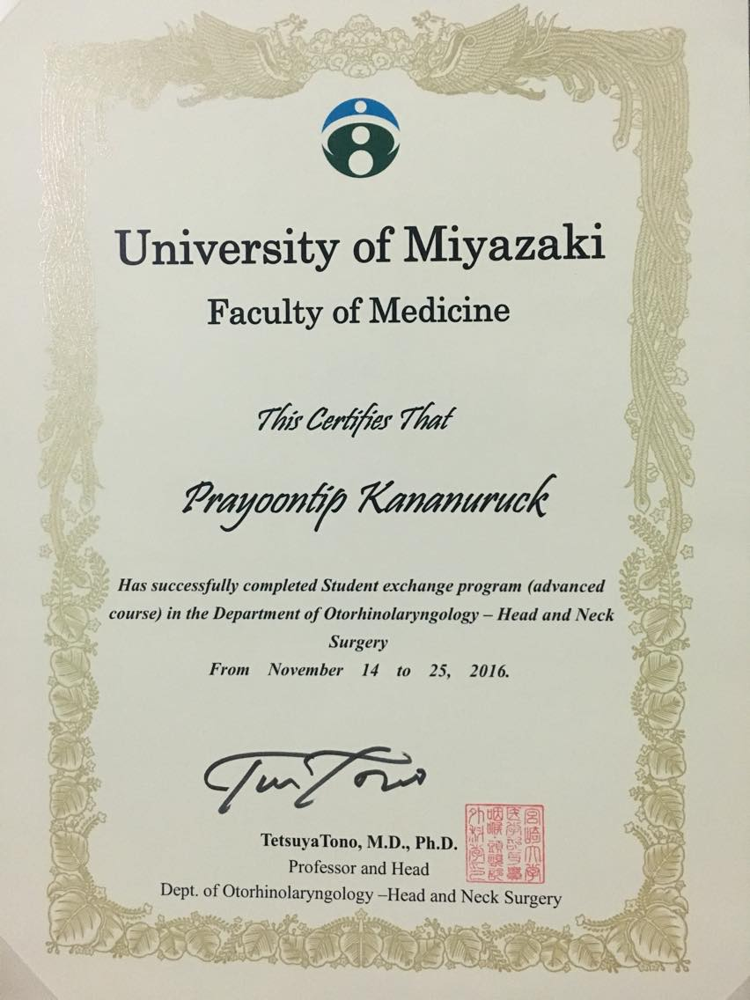 University of Miyazaki
Faculty of Medicine
This Certifies That
Prayoontip Kananuruck
Has successfully completed Student exchange program (advanced
course) in the Department of Otorhinolaryngology – Head and Neck
Surgery
From November 14 to 25, 2016.
TetsuyaTono, M.D., Ph.D.
Professor and Head
Dept. of Otorhinolaryngology –Head and Neck Surgery